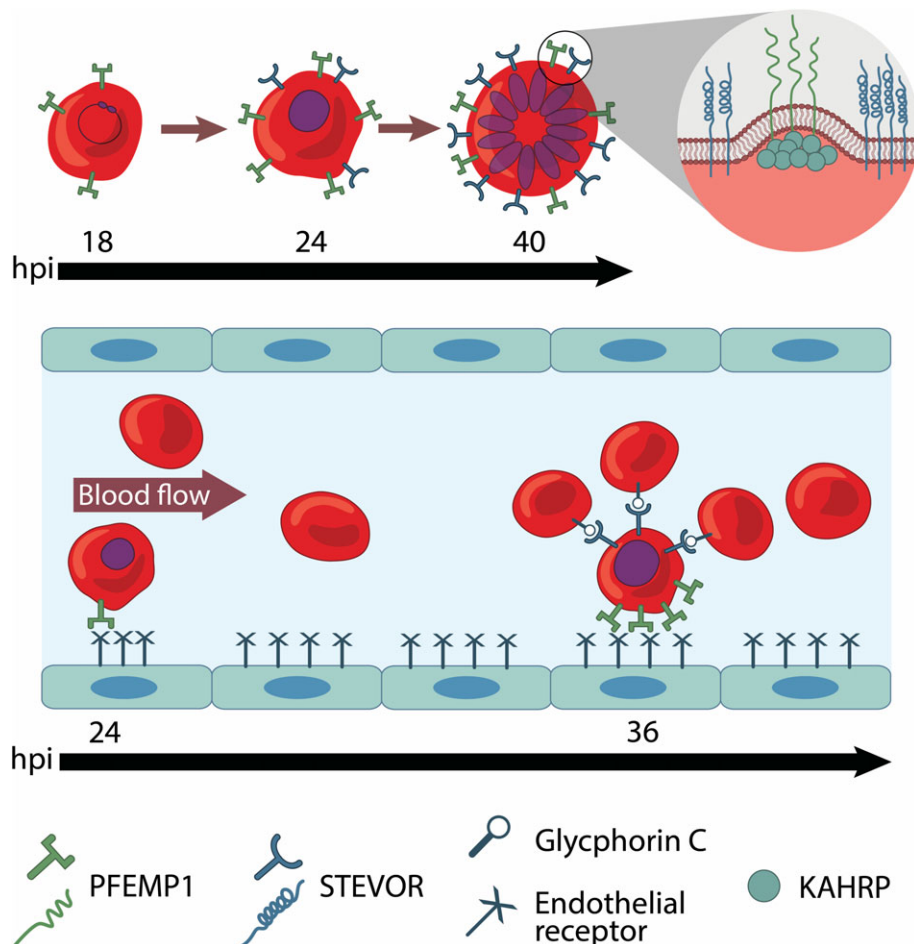 18 24 40
hpi
Blood flow
24 36
hpi
PFEMP1
STEVOR
Glycphorin C
Endothelial
receptor
KAHRP